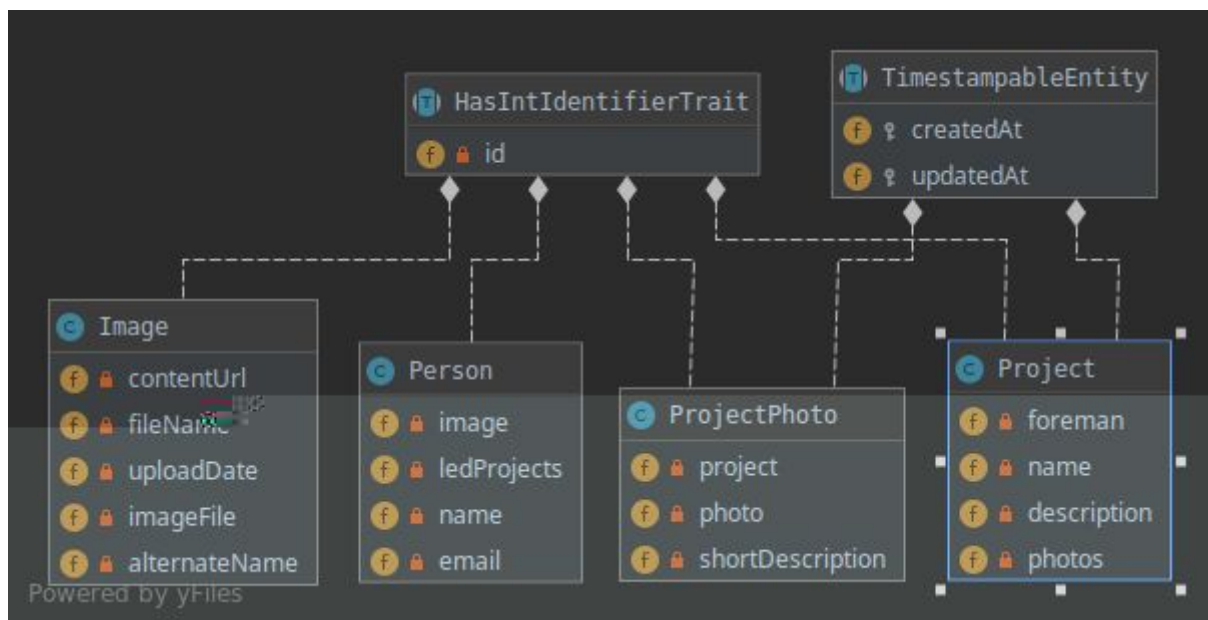 HasIntIdentifierTrait
id
TimestampableEntity
createdAt
updatedAt
Image
contentUrl
fileName
uploadDate
imageFile
alternateName
Person
image
ledProjects
name
email
ProjectPhoto
project
photo
shortDescription
Project
foreman
name
description
photos
Powered by yFiles